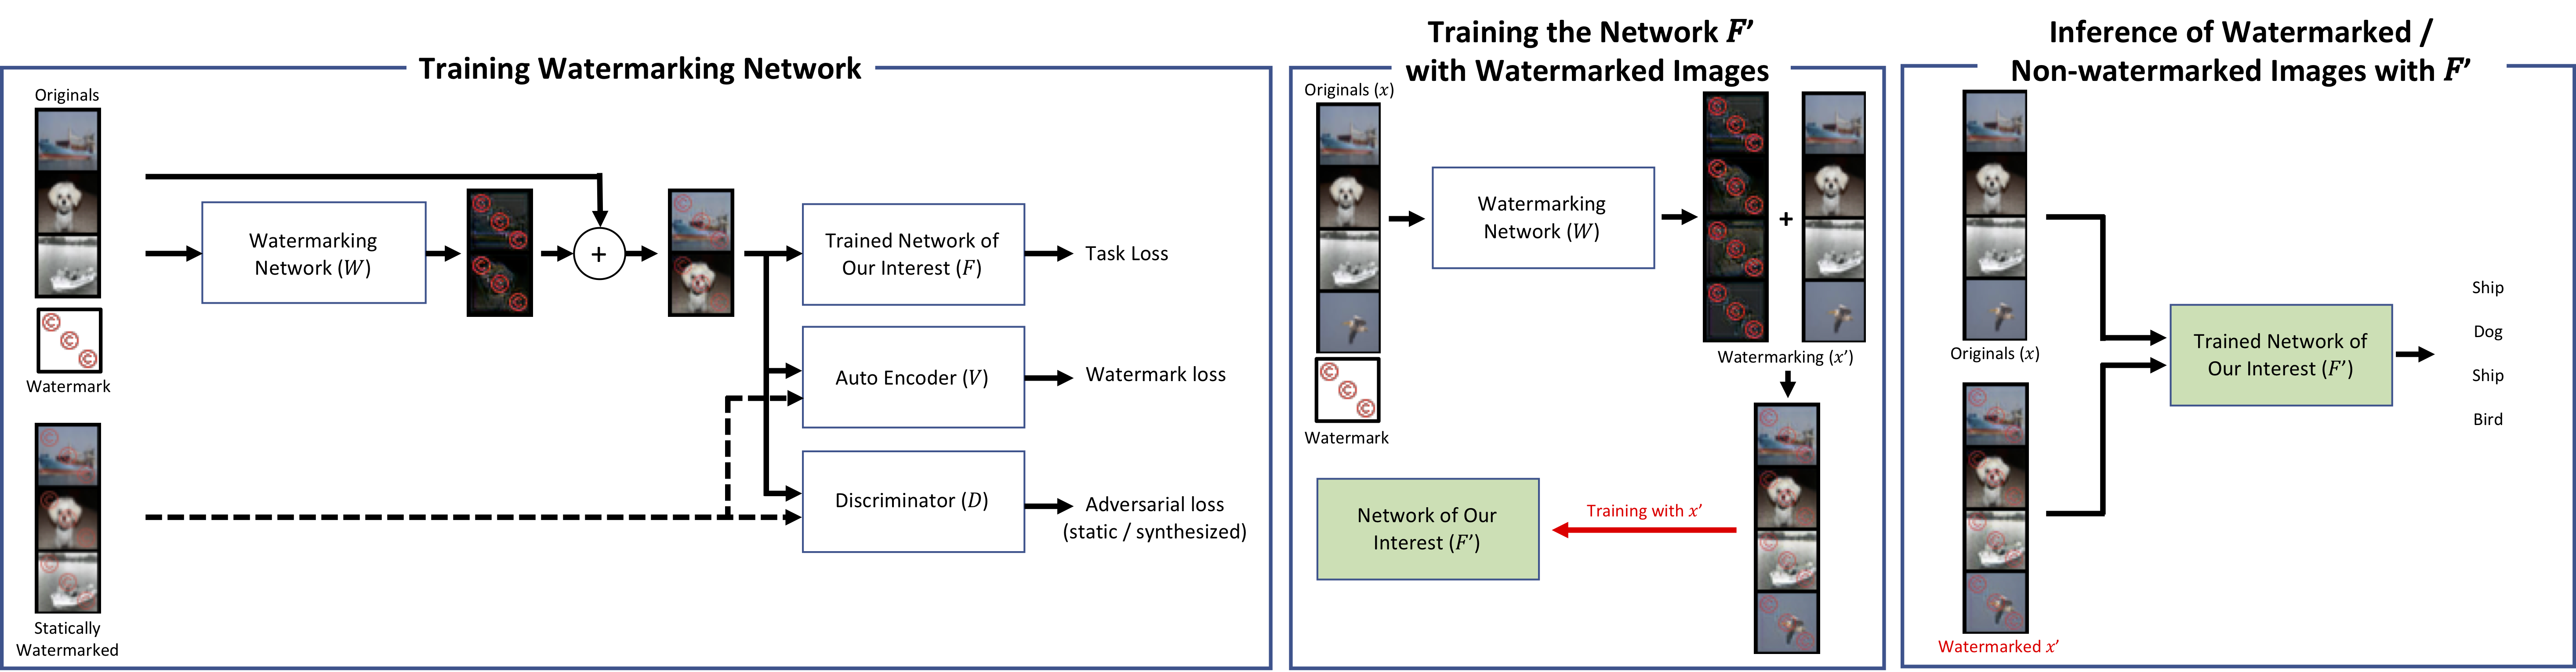 Training Watermarking Network
Originals
Watermarking
Network (W)
+
Trained Network of
Our Interest (F)
Task Loss
Watermark
Auto Encoder (V)
Watermark loss
Discriminator (D)
Adversarial loss
(static / synthesized)
Statically
Watermarked
Training the Network F'
with Watermarked Images
Originals (x)
Watermarking
Network (W)
+
Watermarking (x')
Watermark
Network of Our
Interest (F')
Training with x'
Inference of Watermarked /
Non-watermarked Images with F'
Originals (x)
Trained Network of
Our Interest (F')
Ship
Dog
Ship
Bird
Watermarked x'